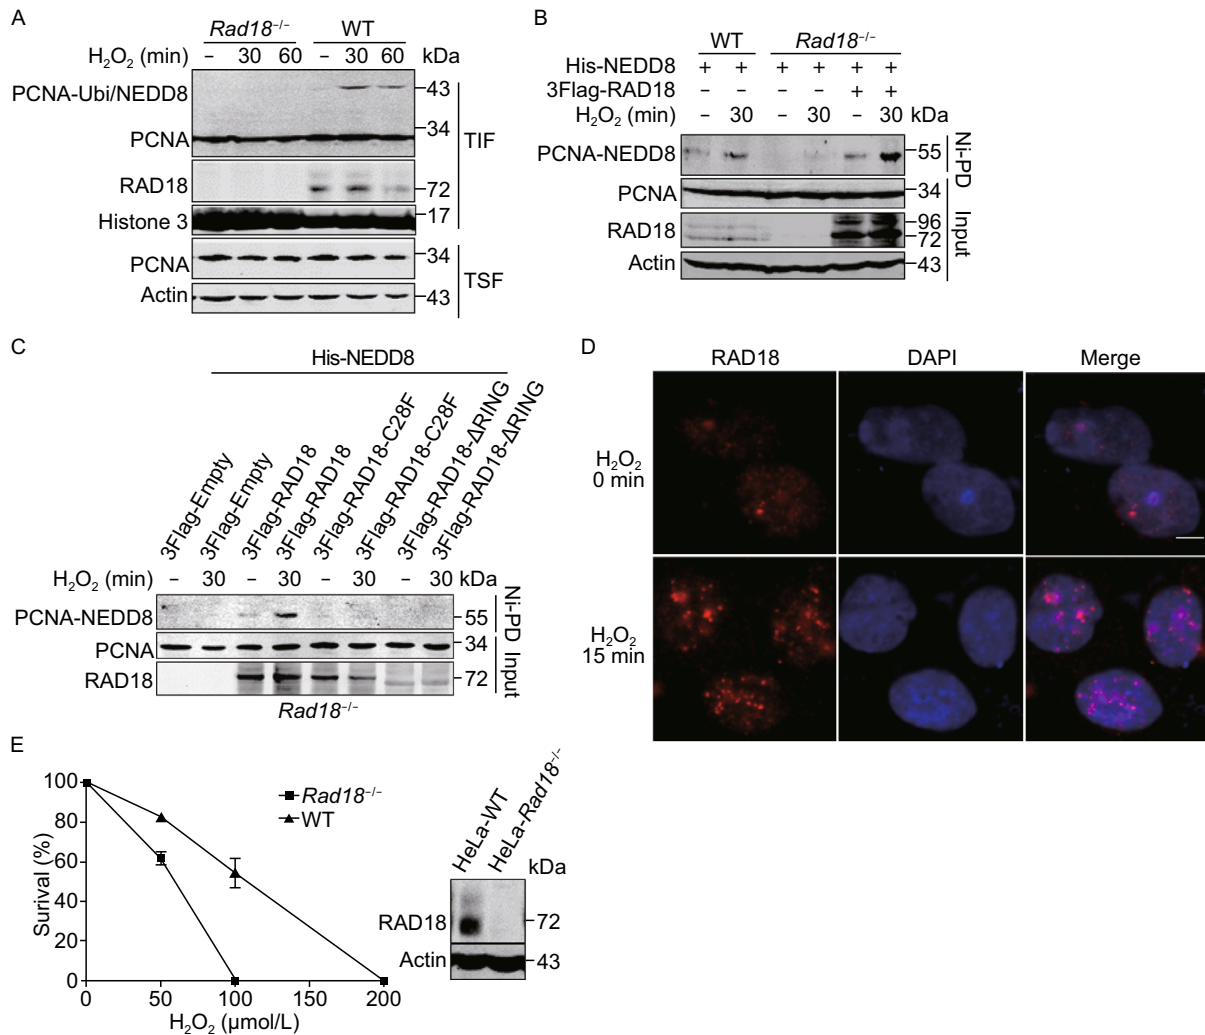 A
Rad18⁻/⁻ WT
H₂O₂ (min) – 30 60 – 30 60 kDa
PCNA-Ubi/NEDD8 43
PCNA 34
RAD18 72
Histone 3 17
TIF
PCNA 34
Actin 43
TSF
B
WT Rad18⁻/⁻
His-NEDD8 + + + + + +
3Flag-RAD18 – – – – + +
H₂O₂ (min) – 30 – 30 – 30 kDa
PCNA-NEDD8 55
Ni-PD
PCNA 34
RAD18 96
72
Actin 43
Input
C
His-NEDD8
3Flag-Empty
3Flag-Empty
3Flag-RAD18
3Flag-RAD18
3Flag-RAD18-C28F
3Flag-RAD18-C28F
3Flag-RAD18-ΔRING
3Flag-RAD18-ΔRING
H₂O₂ (min) – 30 – 30 – 30 – 30 kDa
PCNA-NEDD8 55
Ni-PD
PCNA 34
RAD18 72
Input
Rad18⁻/⁻
D
RAD18 DAPI Merge
H₂O₂
0 min
H₂O₂
15 min
E
Surival (%)
100
80
60
40
20
0
0 50 100 150 200
H₂O₂ (µmol/L)
Rad18⁻/⁻
WT
HeLa-WT
HeLa-Rad18⁻/⁻
kDa
RAD18 72
Actin 43